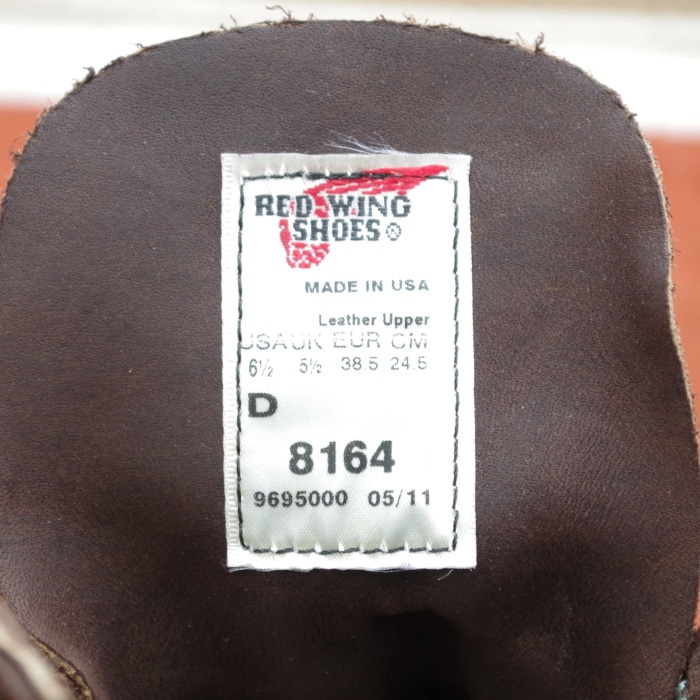 RED WING
SHOES®
MADE IN USA
Leather Upper
USA UK EUR CM
6½ 5½ 38.5 24.5
D
8164
9695000 05/11